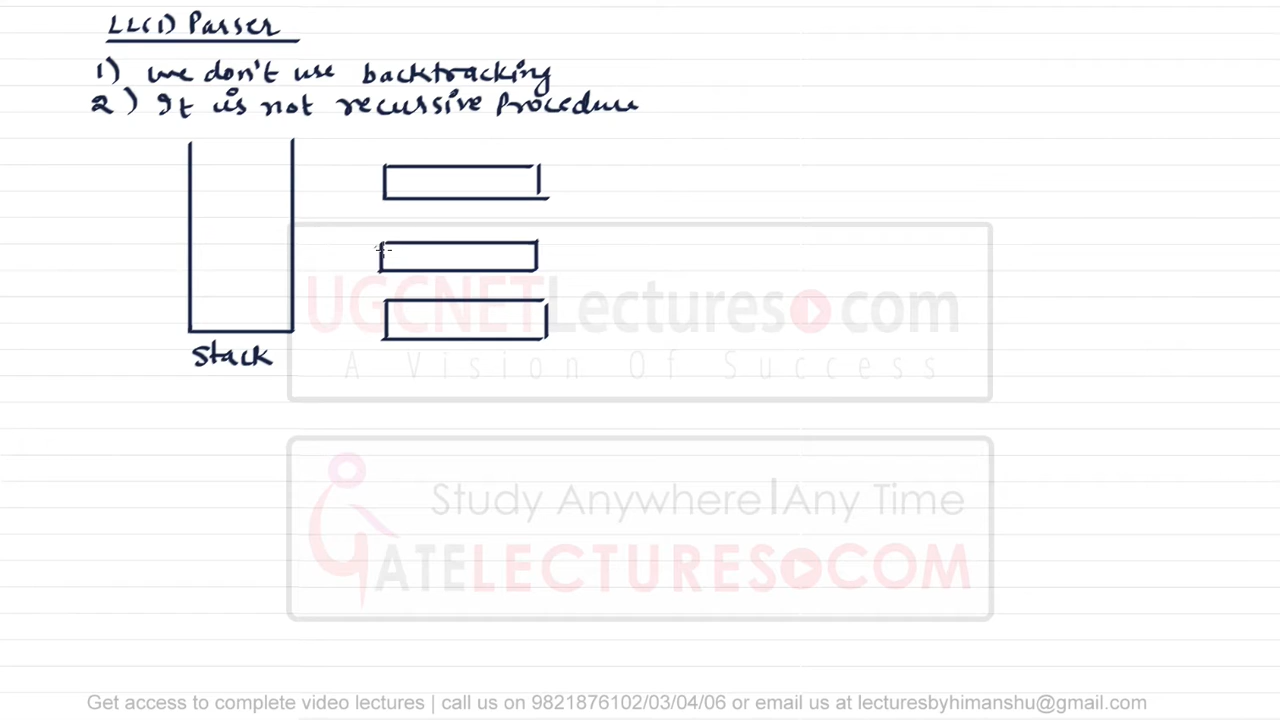 LL(1) Parser
1) we don't use backtracking
2) It is not recursive Procedure
Stack
UGCNETLectures.com
A Vision Of Success
Study Anywhere|Any Time
GATELECTURES.COM
Get access to complete video lectures | call us on 9821876102/03/04/06 or email us at lecturesbyhimanshu@gmail.com